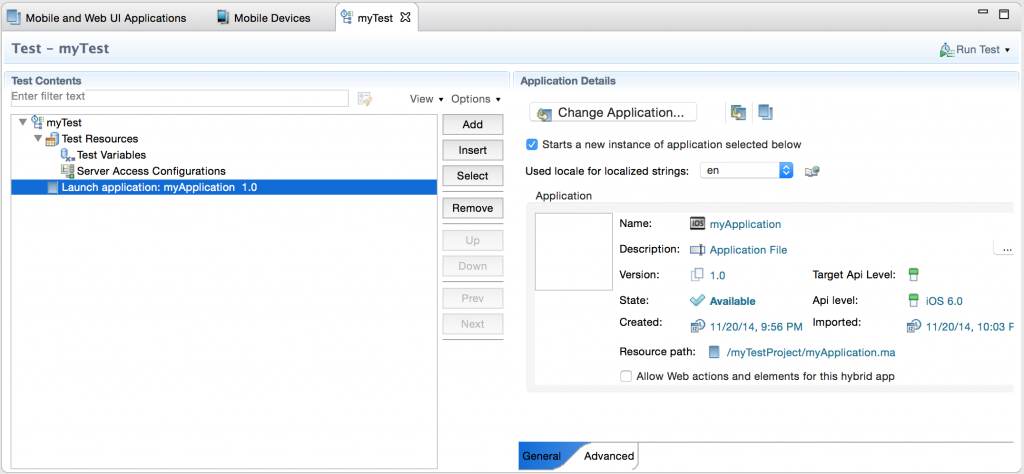 Mobile and Web UI Applications
Mobile Devices
myTest
Test - myTest
Run Test
Test Contents
Enter filter text
View
Options
myTest
Test Resources
Test Variables
Server Access Configurations
Launch application: myApplication 1.0
Add
Insert
Select
Remove
Up
Down
Prev
Next
Application Details
Change Application...
Starts a new instance of application selected below
Used locale for localized strings: en
Application
Name: iOS myApplication
Description: Application File
...
Version: 1.0 Target Api Level:
State: Available Api level: iOS 6.0
Created: 11/20/14, 9:56 PM Imported: 11/20/14, 10:03 P
Resource path: /myTestProject/myApplication.ma
Allow Web actions and elements for this hybrid app
General
Advanced